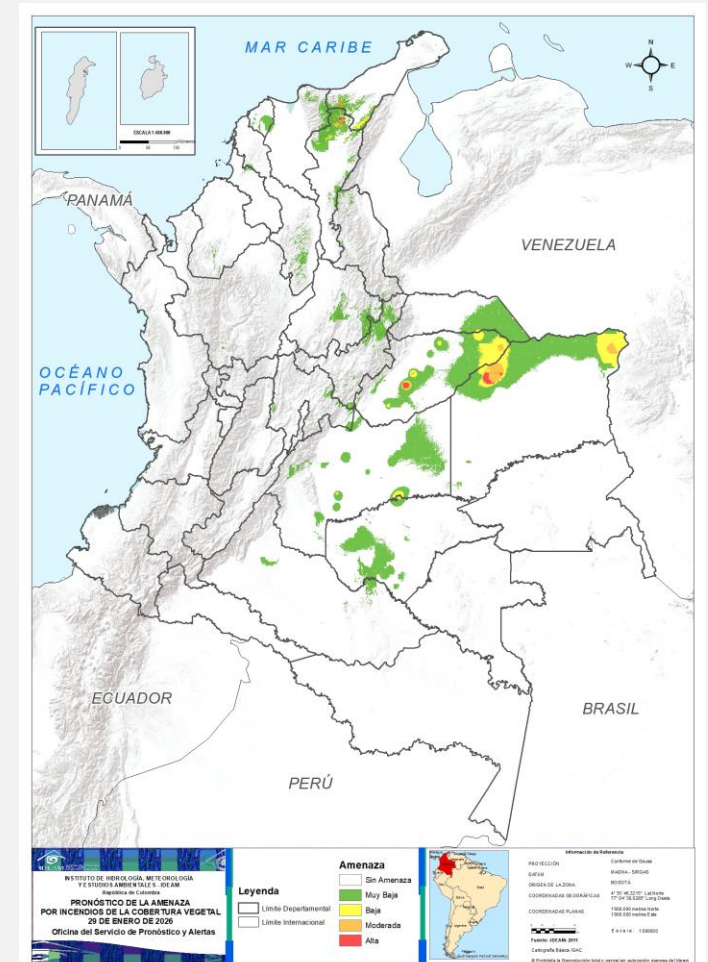 MAR CARIBE
N
W
E
S
PANAMÁ
VENEZUELA
OCÉANO
PACÍFICO
ECUADOR
BRASIL
PERÚ
IDEAM
INSTITUTO DE HIDROLOGÍA, METEOROLOGÍA
Y ESTUDIOS AMBIENTALES - IDEAM
República de Colombia
PRONÓSTICO DE LA AMENAZA
POR INCENDIOS DE LA COBERTURA VEGETAL
29 DE ENERO DE 2026
Oficina del Servicio de Pronóstico y Alertas
Leyenda
Límite Departamental
Límite Internacional
Amenaza
Sin Amenaza
Muy Baja
Baja
Moderada
Alta
Información de Referencia
PROYECCIÓN
Conforme de Gauss
DATUM
MAGNA - SIRGAS
ORIGEN DE LA ZONA
BOGOTÁ
COORDENADAS GEOGRÁFICAS
COORDENADAS PLANAS
1'000.000 metros Norte
1'000.000 metros Este
Fuente: IDEAM
Cartografía Básica: IGAC